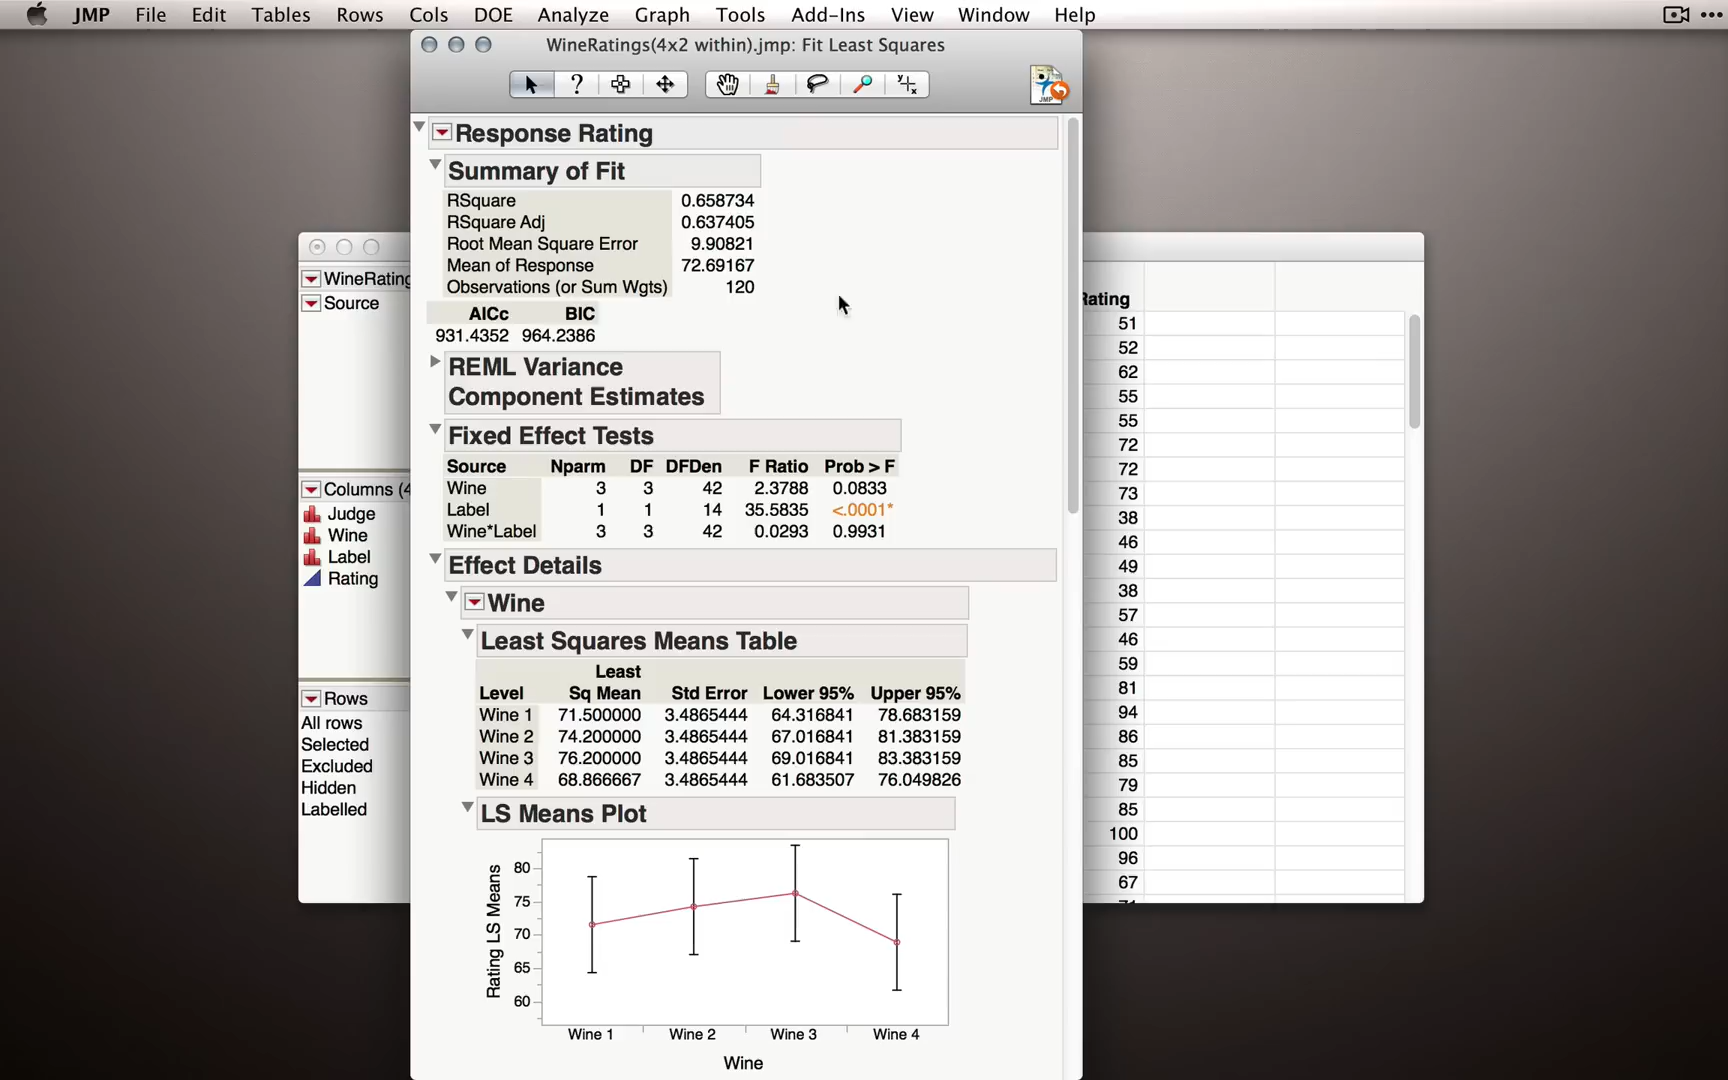 JMP File Edit Tables Rows Cols DOE Analyze Graph Tools Add-Ins View Window Help
WineRatings(4x2 within).jmp: Fit Least Squares
JMP
Response Rating
Summary of Fit
RSquare 0.658734
RSquare Adj 0.637405
Root Mean Square Error 9.90821
Mean of Response 72.69167
Observations (or Sum Wgts) 120
AICc BIC
931.4352 964.2386
REML Variance
Component Estimates
Fixed Effect Tests
Source Nparm DF DFDen F Ratio Prob > F
Wine 3 3 42 2.3788 0.0833
Label 1 1 14 35.5835 <.0001*
Wine*Label 3 3 42 0.0293 0.9931
Effect Details
Wine
Least Squares Means Table
Least
Level Sq Mean Std Error Lower 95% Upper 95%
Wine 1 71.500000 3.4865444 64.316841 78.683159
Wine 2 74.200000 3.4865444 67.016841 81.383159
Wine 3 76.200000 3.4865444 69.016841 83.383159
Wine 4 68.866667 3.4865444 61.683507 76.049826
LS Means Plot
Rating LS Means
80
75
70
65
60
Wine 1 Wine 2 Wine 3 Wine 4
Wine
WineRating
Source
Columns (4
Judge
Wine
Label
Rating
Rows
All rows
Selected
Excluded
Hidden
Labelled
Rating
51
52
62
55
55
72
72
73
38
46
49
38
57
46
59
81
94
86
85
79
85
100
96
67